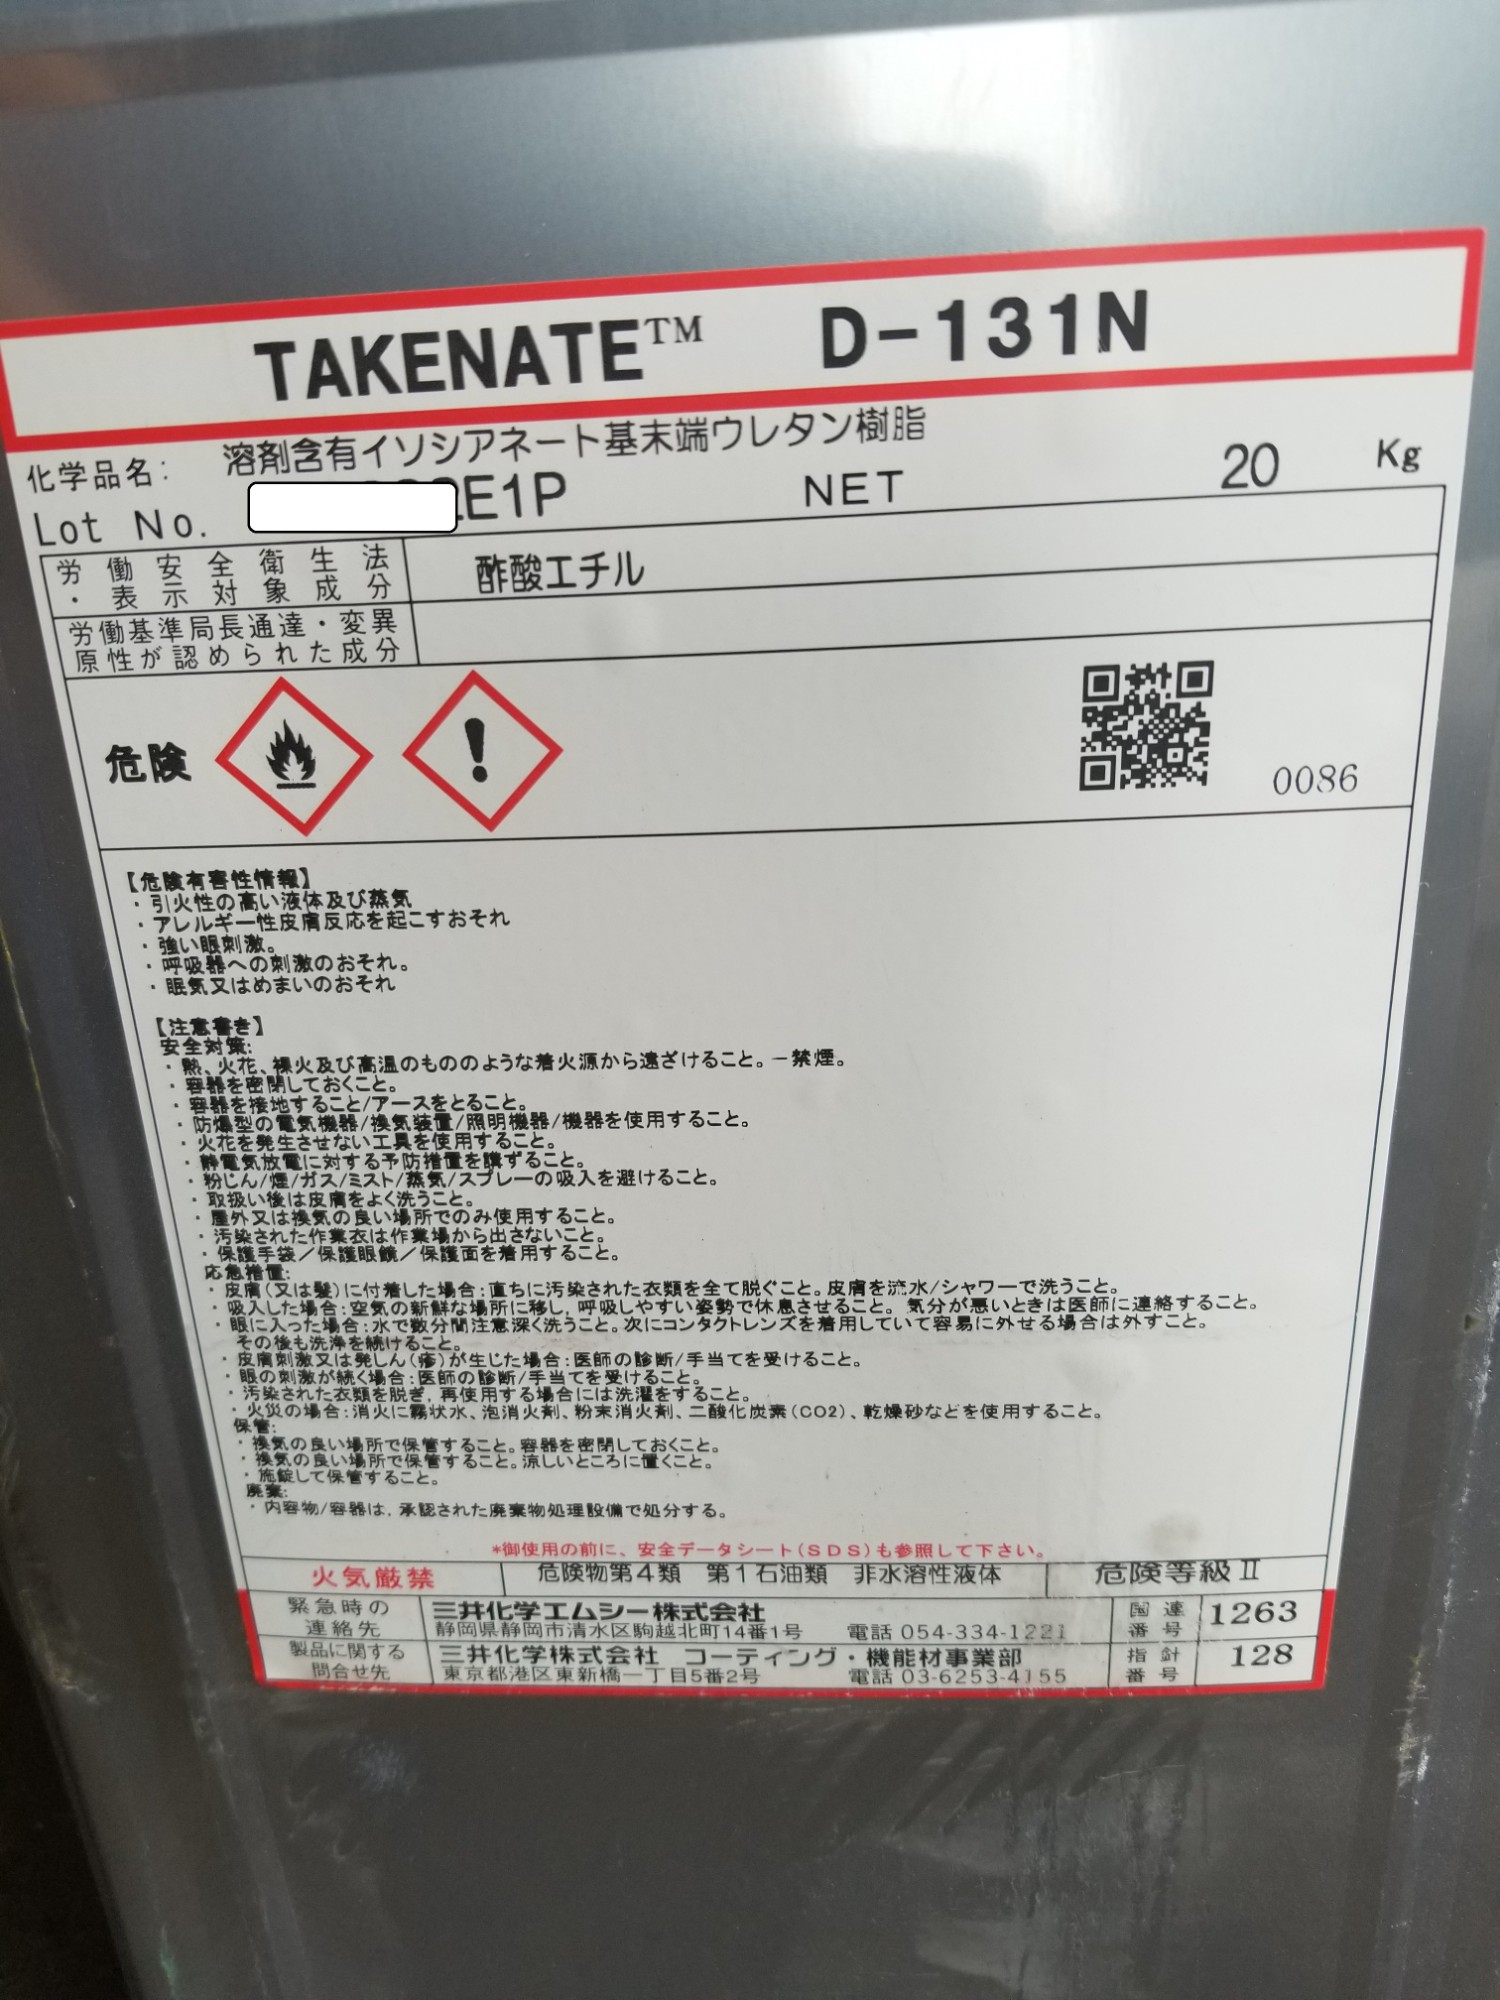 TAKENATE™ D-131N
化学品名: 溶剤含有イソシアネート基末端ウレタン樹脂
Lot No. E1P NET 20 Kg
労働安全衛生法
・表示対象成分
酢酸エチル
労働基準局長通達・変異
原性が認められた成分
危険
0086
【危険有害性情報】
・引火性の高い液体及び蒸気
・アレルギー性皮膚反応を起こすおそれ
・強い眼刺激。
・呼吸器への刺激のおそれ。
・眠気又はめまいのおそれ
【注意書き】
安全対策:
・熱、火花、裸火及び高温のもののような着火源から遠ざけること。－禁煙。
・容器を密閉しておくこと。
・容器を接地すること/アースをとること。
・防爆型の電気機器/換気装置/照明機器/機器を使用すること。
・火花を発生させない工具を使用すること。
・静電気放電に対する予防措置を講ずること。
・粉じん/煙/ガス/ミスト/蒸気/スプレーの吸入を避けること。
・取扱い後は皮膚をよく洗うこと。
・屋外又は換気の良い場所でのみ使用すること。
・汚染された作業衣は作業場から出さないこと。
・保護手袋／保護眼鏡／保護面を着用すること。
応急措置:
・皮膚(又は髪)に付着した場合:直ちに汚染された衣類を全て脱ぐこと。皮膚を流水/シャワーで洗うこと。
・吸入した場合:空気の新鮮な場所に移し,呼吸しやすい姿勢で休息させること。気分が悪いときは医師に連絡すること。
・眼に入った場合:水で数分間注意深く洗うこと。次にコンタクトレンズを着用していて容易に外せる場合は外すこと。
その後も洗浄を続けること。
・皮膚刺激又は発しん(疹)が生じた場合:医師の診断/手当てを受けること。
・眼の刺激が続く場合:医師の診断/手当てを受けること。
・汚染された衣類を脱ぎ,再使用する場合には洗濯をすること。
・火災の場合:消火に霧状水、泡消火剤、粉末消火剤、二酸化炭素(CO2)、乾燥砂などを使用すること。
保管:
・換気の良い場所で保管すること。容器を密閉しておくこと。
・換気の良い場所で保管すること。涼しいところに置くこと。
・施錠して保管すること。
廃棄:
・内容物/容器は,承認された廃棄物処理設備で処分する。
*御使用の前に、安全データシート(SDS)も参照して下さい。
火気厳禁 危険物第4類 第1石油類 非水溶性液体 危険等級Ⅱ
緊急時の
連絡先
三井化学エムシー株式会社
静岡県静岡市清水区駒越北町14番1号 電話 054-334-1221
国連
番号
1263
製品に関する
問合せ先
三井化学株式会社 コーティング・機能材事業部
東京都港区東新橋一丁目5番2号 電話 03-6253-4155
指針
番号
128